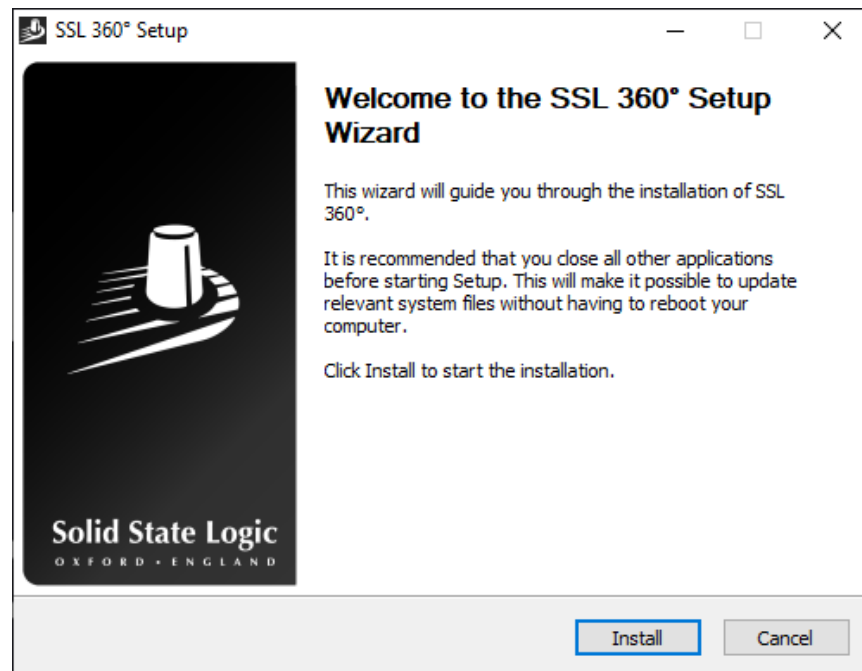 SSL 360° Setup
Welcome to the SSL 360° Setup
Wizard
This wizard will guide you through the installation of SSL
360°.
It is recommended that you close all other applications
before starting Setup. This will make it possible to update
relevant system files without having to reboot your
computer.
Click Install to start the installation.
Solid State Logic
OXFORD • ENGLAND
Install
Cancel